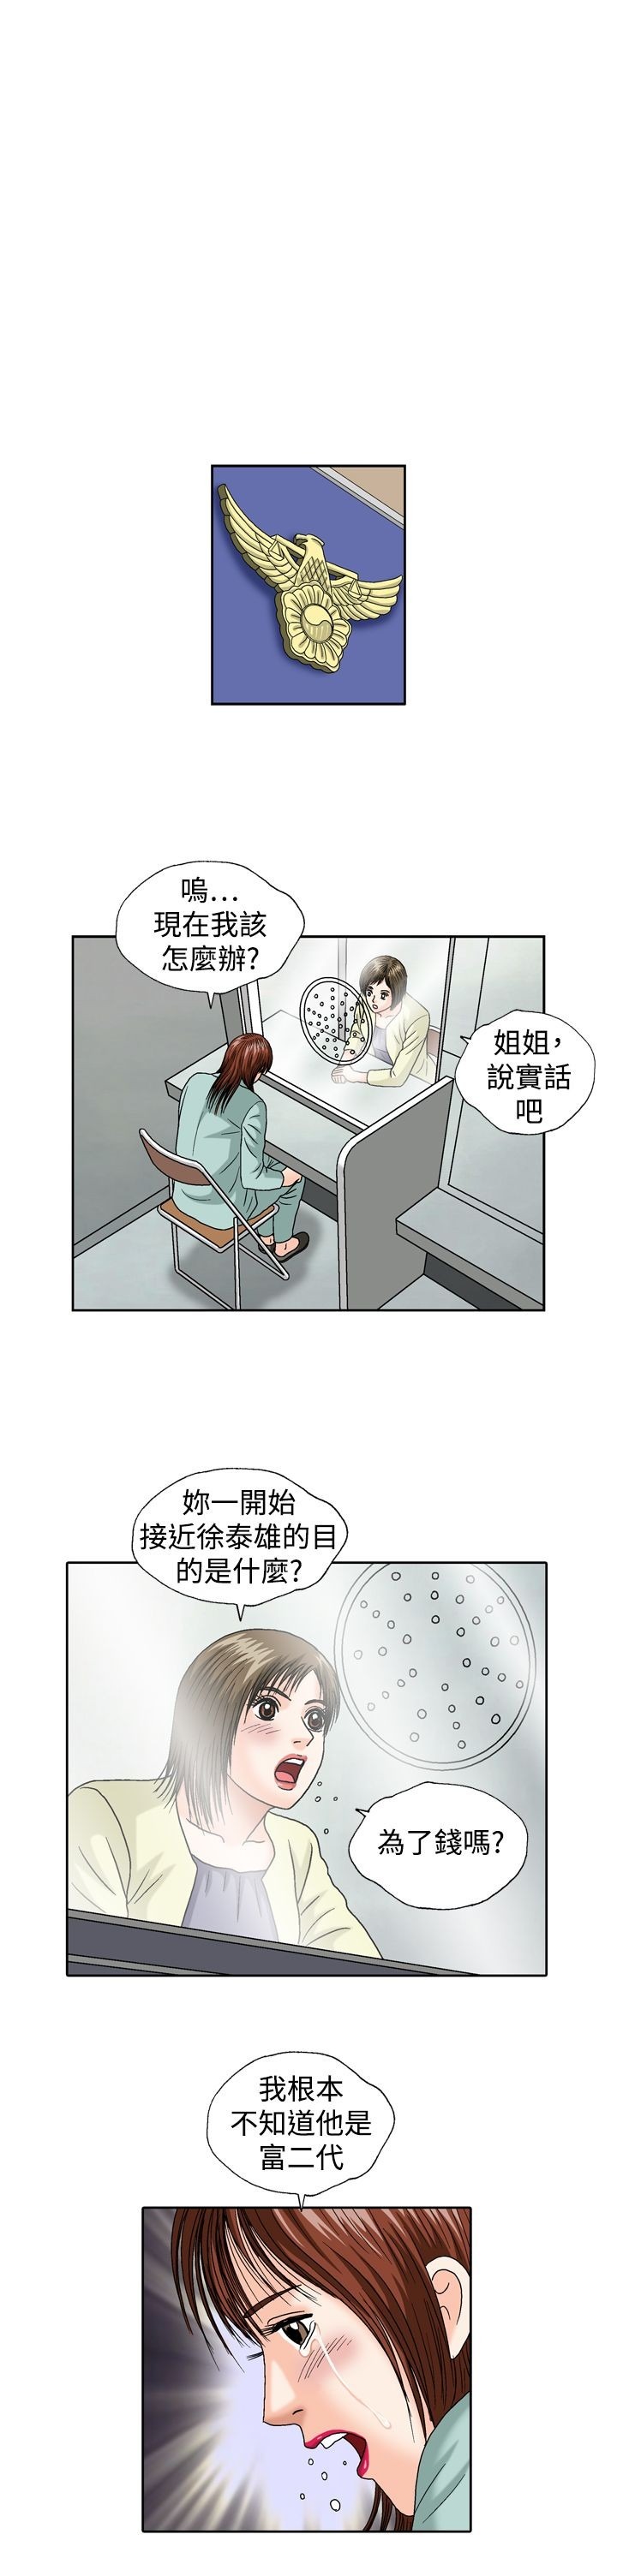 嗚…
現在我該
怎麼辦?
姐姐,
說實話
吧
妳一開始
接近徐泰雄的目
的是什麼?
為了錢嗎?
我根本
不知道他是
富二代